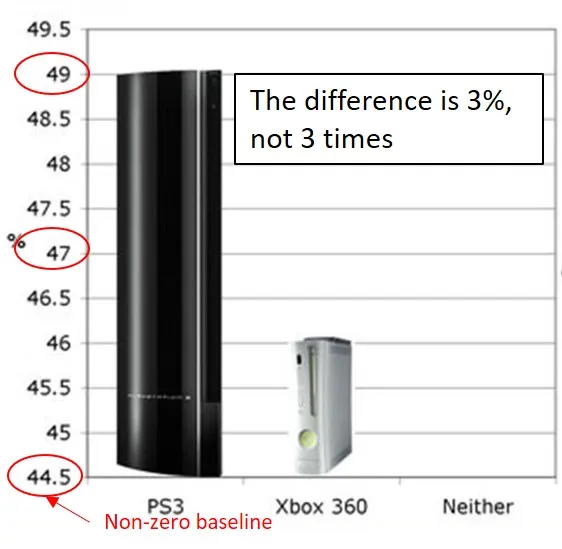 49.5
49
48.5
48
47.5
47
46.5
46
45.5
45
44.5
%
The difference is 3%,
not 3 times
PS3
Xbox 360
Neither
Non-zero baseline